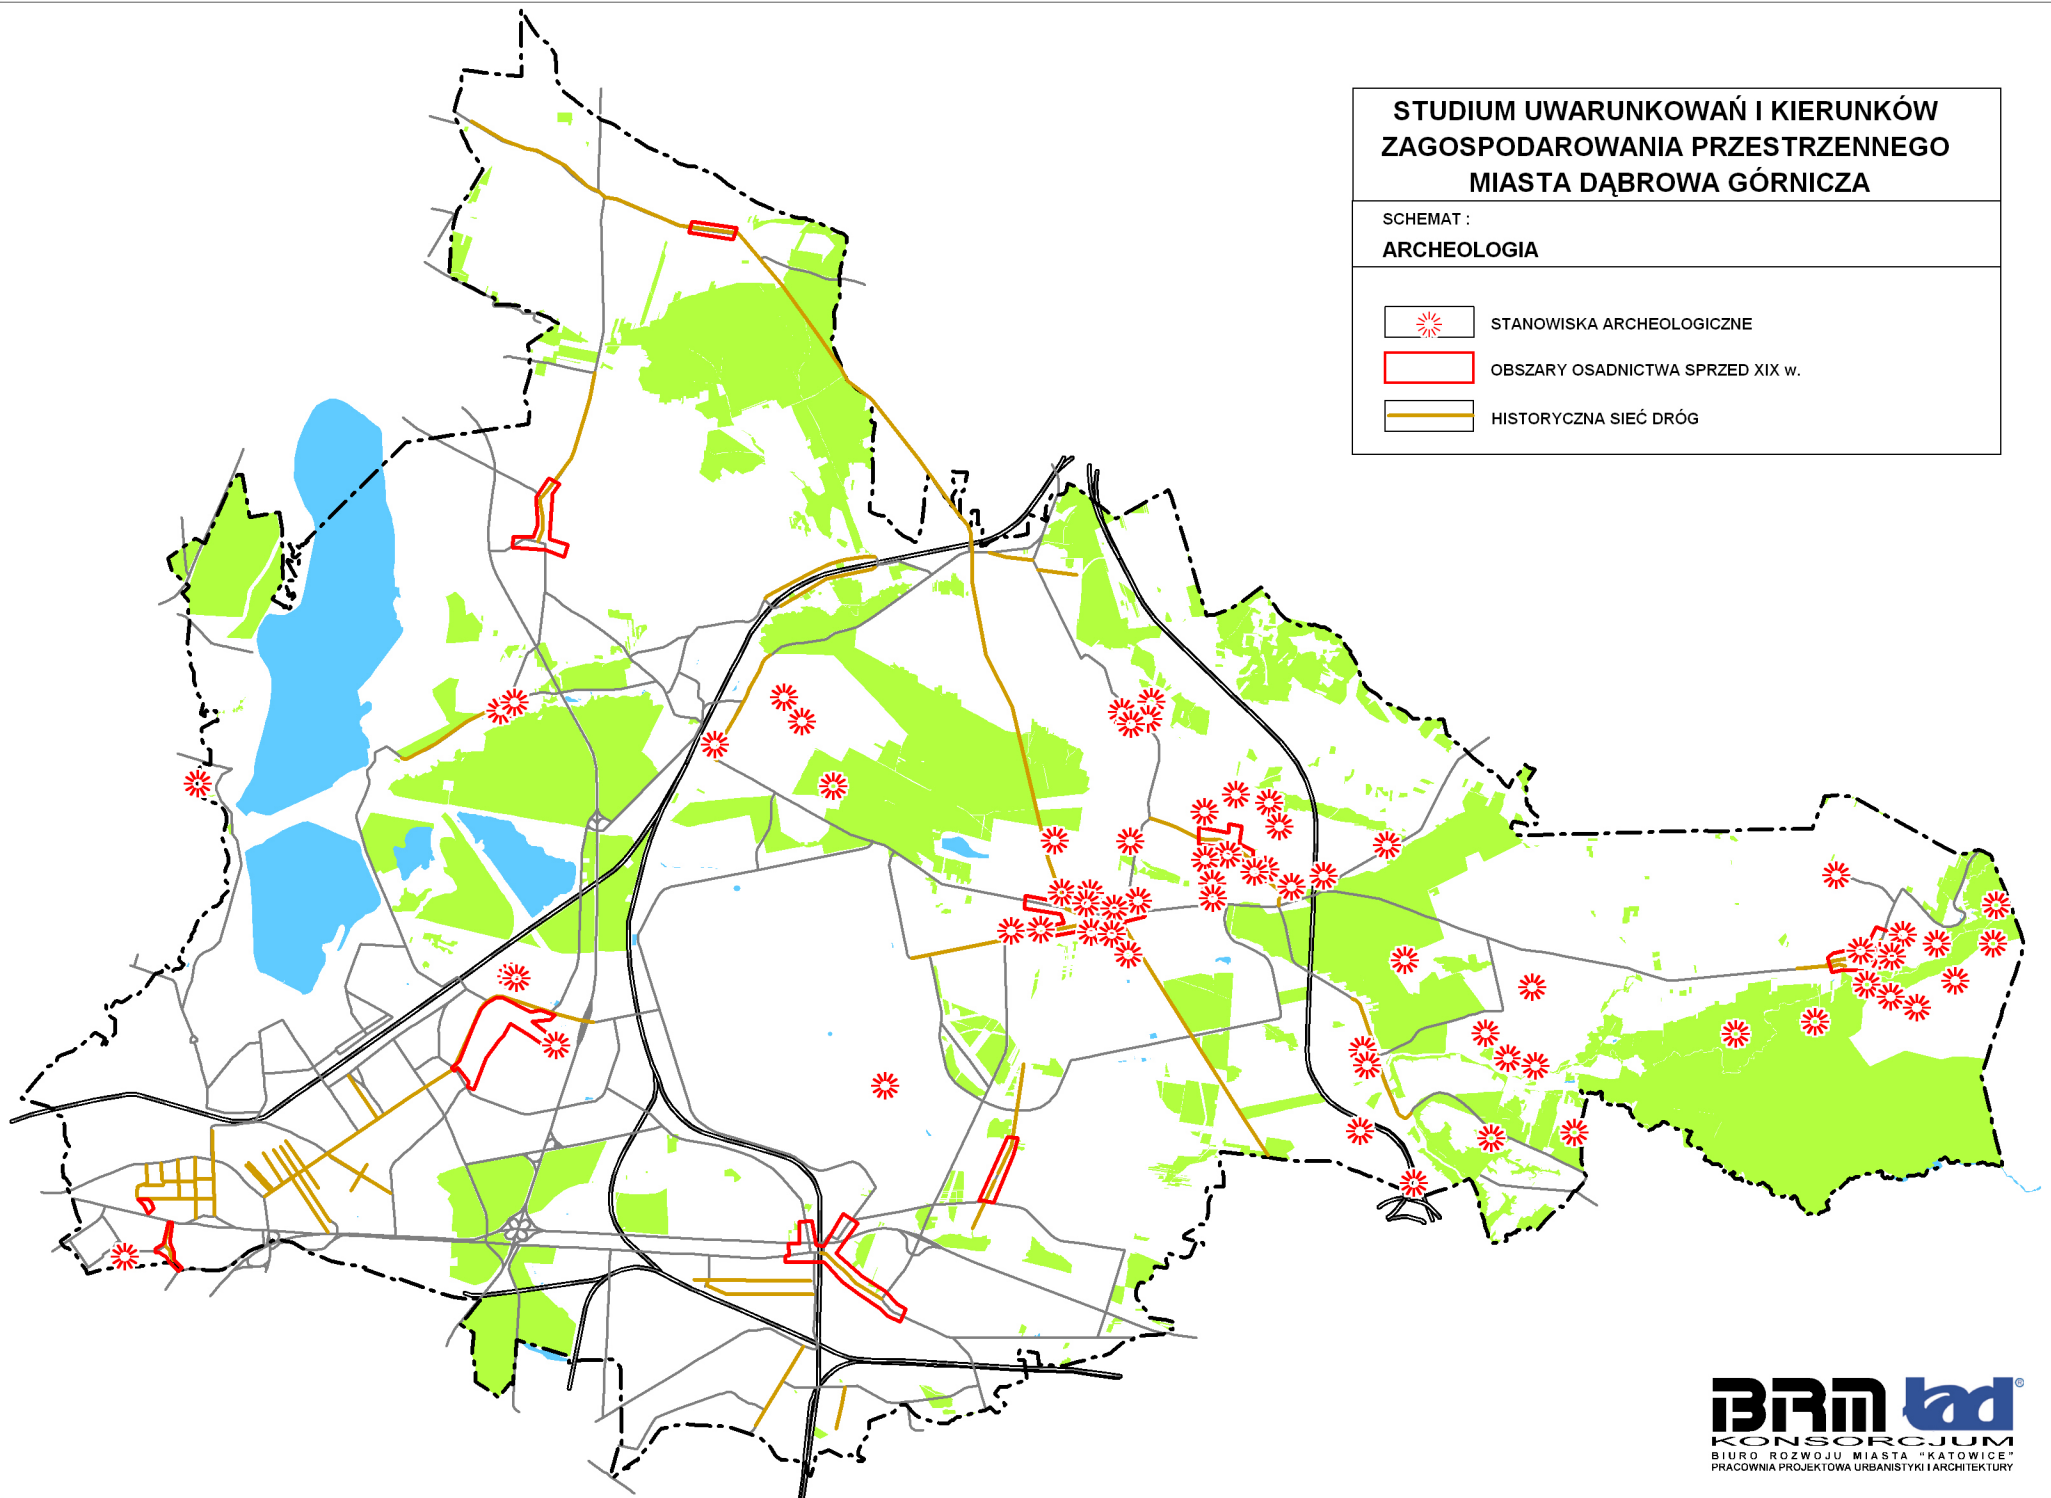 STUDIUM UWARUNKOWAŃ I KIERUNKÓW
ZAGOSPODAROWANIA PRZESTRZENNEGO
MIASTA DĄBROWA GÓRNICZA
SCHEMAT :
ARCHEOLOGIA
STANOWISKA ARCHEOLOGICZNE
OBSZARY OSADNICTWA SPRZED XIX w.
HISTORYCZNA SIEĆ DRÓG
BRM tad®
KONSORCJUM
BIURO ROZWOJU MIASTA "KATOWICE"
PRACOWNIA PROJEKTOWA URBANISTYKI I ARCHITEKTURY